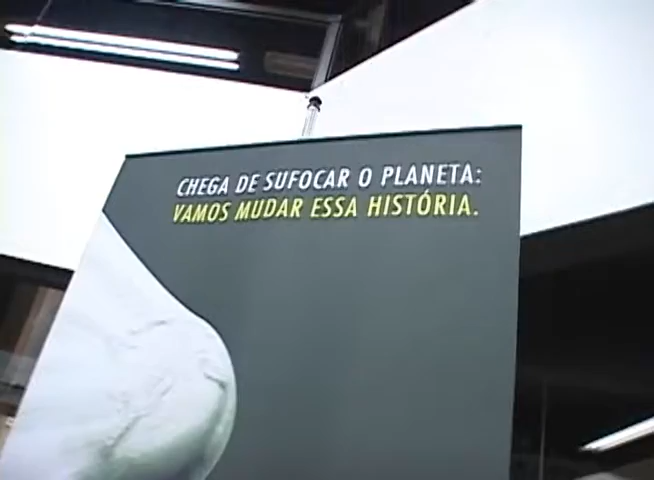 CHEGA DE SUFOCAR O PLANETA:
VAMOS MUDAR ESSA HISTÓRIA.